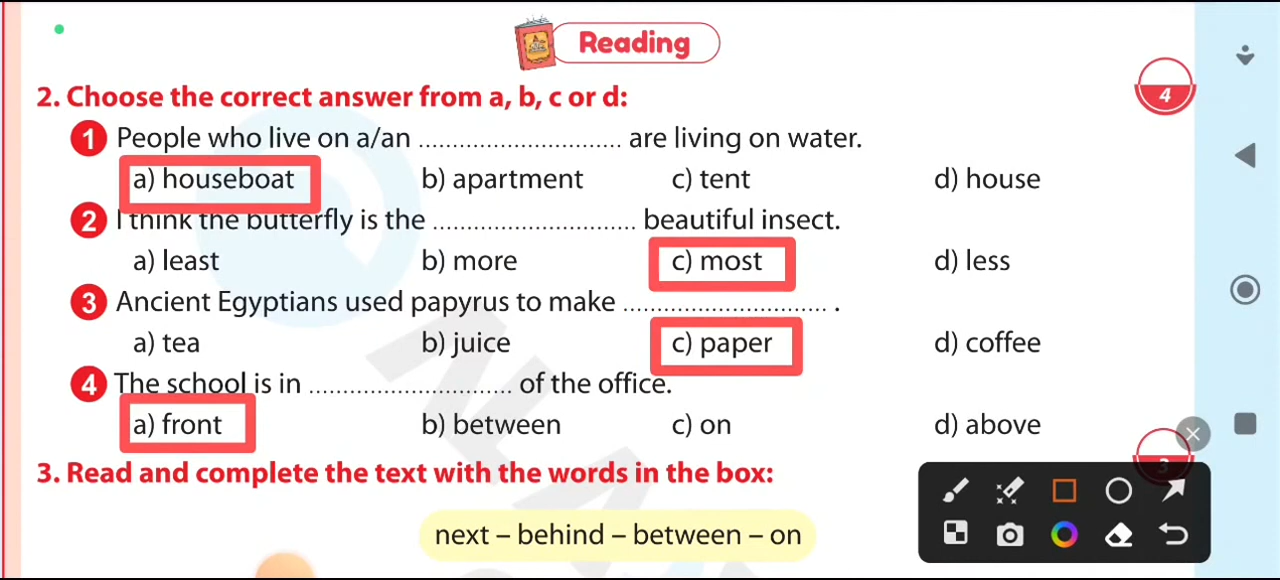 Reading
2. Choose the correct answer from a, b, c or d:
4
1 People who live on a/an .............................. are living on water.
a) houseboat b) apartment c) tent d) house
2 I think the butterfly is the .............................. beautiful insect.
a) least b) more c) most d) less
3 Ancient Egyptians used papyrus to make .............................. .
a) tea b) juice c) paper d) coffee
4 The school is in .............................. of the office.
a) front b) between c) on d) above
3. Read and complete the text with the words in the box:
3
next – behind – between – on